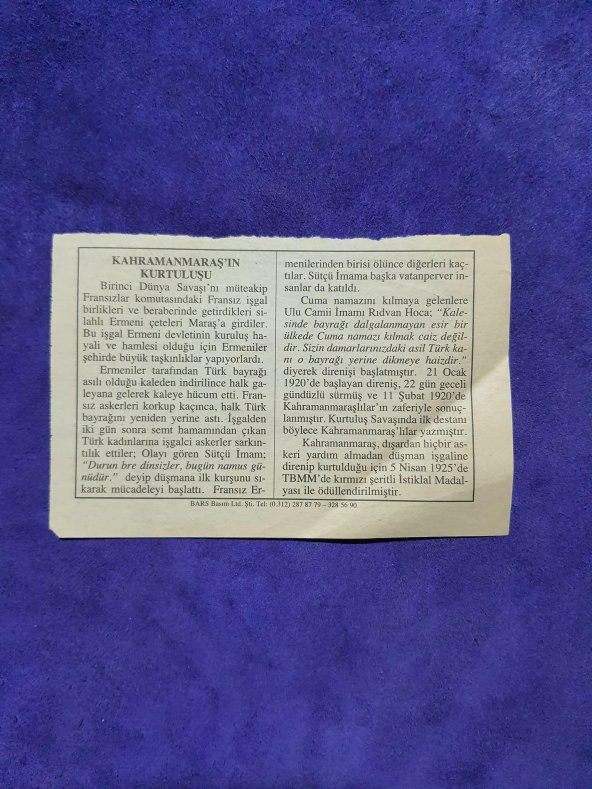 KAHRAMANMARAŞ'IN
KURTULUŞU
Birinci Dünya Savaşı'nı müteakip
Fransızlar komutasındaki Fransız işgal
birlikleri ve beraberinde getirdikleri si-
lahlı Ermeni çeteleri Maraş'a girdiler.
Bu işgal Ermeni devletinin kuruluş ha-
yali ve hamlesi olduğu için Ermeniler
şehirde büyük taşkınlıklar yapıyorlardı.
Ermeniler tarafından Türk bayrağı
asılı olduğu kaleden indirilince halk ga-
leyana gelerek kaleye hücum etti. Fran-
sız askerleri korkup kaçınca, halk Türk
bayrağını yeniden yerine astı. İşgalden
iki gün sonra semt hamamından çıkan
Türk kadınlarına işgalci askerler sarkın-
tılık ettiler; Olayı gören Sütçü İmam;
"Durun bre dinsizler, bugün namus gü-
nüdür." deyip düşmana ilk kurşunu sı-
karak mücadeleyi başlattı. Fransız Er-
menilerinden birisi ölünce diğerleri kaç-
tılar. Sütçü İmama başka vatanperver in-
sanlar da katıldı.
Cuma namazını kılmaya gelenlere
Ulu Camii İmamı Rıdvan Hoca; "Kale-
sinde bayrağı dalgalanmayan esir bir
ülkede Cuma namazı kılmak caiz değil-
dir. Sizin damarlarınızdaki asil Türk ka-
nı o bayrağı yerine dikmeye haizdir."
diyerek direnişi başlatmıştır. 21 Ocak
1920'de başlayan direniş, 22 gün geceli
gündüzlü sürmüş ve 11 Şubat 1920'de
Kahramanmaraşlılar'ın zaferiyle sonuç-
lanmıştır. Kurtuluş Savaşında ilk destanı
böylece Kahramanmaraş'lılar yazmıştır.
Kahramanmaraş, dışardan hiçbir as-
keri yardım almadan düşman işgaline
direnip kurtulduğu için 5 Nisan 1925'de
TBMM'de kırmızı şeritli İstiklal Madal-
yası ile ödüllendirilmiştir.
BARS Basım Ltd. Şti. Tel: (0.312) 287 87 79 – 328 56 90